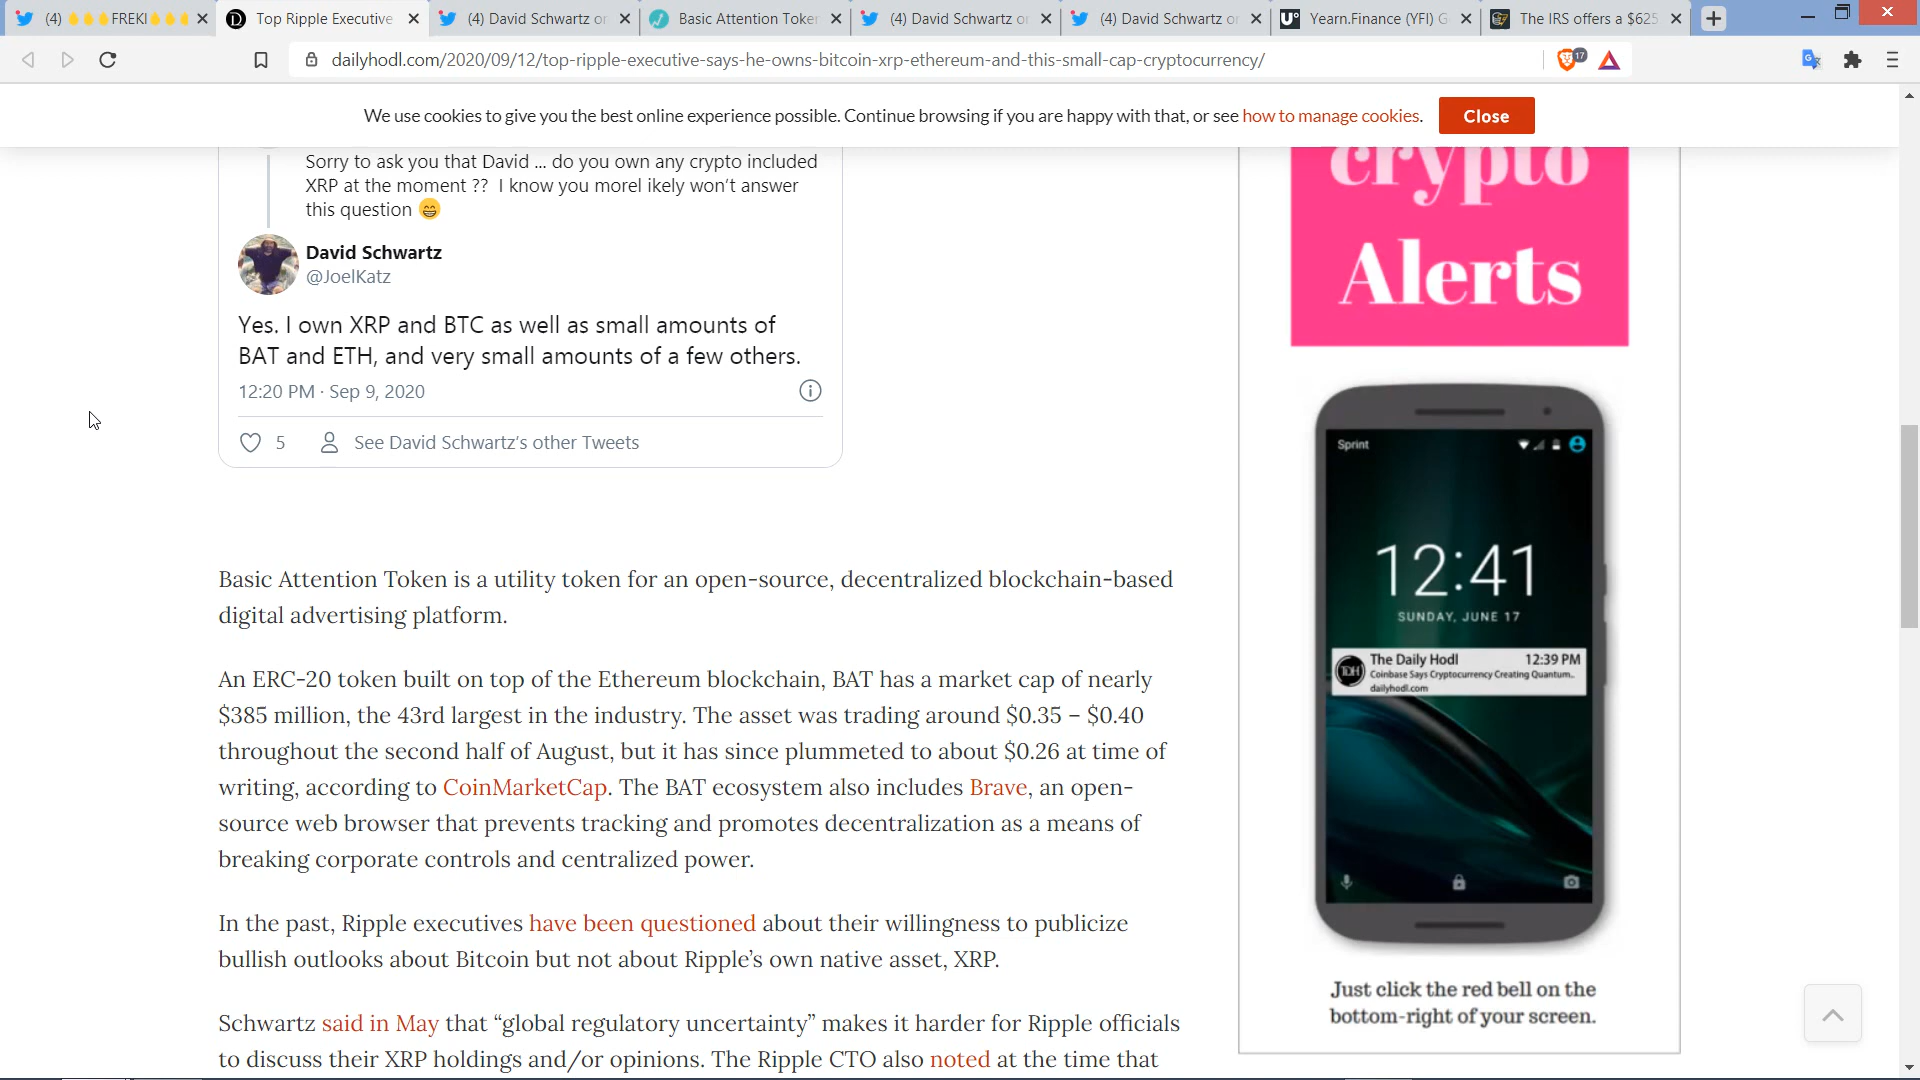 (4) 🔥🔥🔥FREKI🔥🔥🔥
Top Ripple Executive
(4) David Schwartz or
Basic Attention Token
(4) David Schwartz or
(4) David Schwartz or
Yearn.Finance (YFI) G
The IRS offers a $625
dailyhodl.com/2020/09/12/top-ripple-executive-says-he-owns-bitcoin-xrp-ethereum-and-this-small-cap-cryptocurrency/
17
We use cookies to give you the best online experience possible. Continue browsing if you are happy with that, or see how to manage cookies.
Close
Sorry to ask you that David ... do you own any crypto included
XRP at the moment ?? I know you morel ikely won't answer
this question 😁
David Schwartz
@JoelKatz
Yes. I own XRP and BTC as well as small amounts of
BAT and ETH, and very small amounts of a few others.
12:20 PM · Sep 9, 2020
5
See David Schwartz's other Tweets
Basic Attention Token is a utility token for an open-source, decentralized blockchain-based
digital advertising platform.
An ERC-20 token built on top of the Ethereum blockchain, BAT has a market cap of nearly
$385 million, the 43rd largest in the industry. The asset was trading around $0.35 – $0.40
throughout the second half of August, but it has since plummeted to about $0.26 at time of
writing, according to CoinMarketCap. The BAT ecosystem also includes Brave, an open-
source web browser that prevents tracking and promotes decentralization as a means of
breaking corporate controls and centralized power.
In the past, Ripple executives have been questioned about their willingness to publicize
bullish outlooks about Bitcoin but not about Ripple's own native asset, XRP.
Schwartz said in May that “global regulatory uncertainty” makes it harder for Ripple officials
to discuss their XRP holdings and/or opinions. The Ripple CTO also noted at the time that
crypto
Alerts
Sprint
12:41
SUNDAY, JUNE 17
TDH
The Daily Hodl
12:39 PM
Coinbase Says Cryptocurrency Creating Quantum..
dailyhodl.com
Just click the red bell on the
bottom-right of your screen.